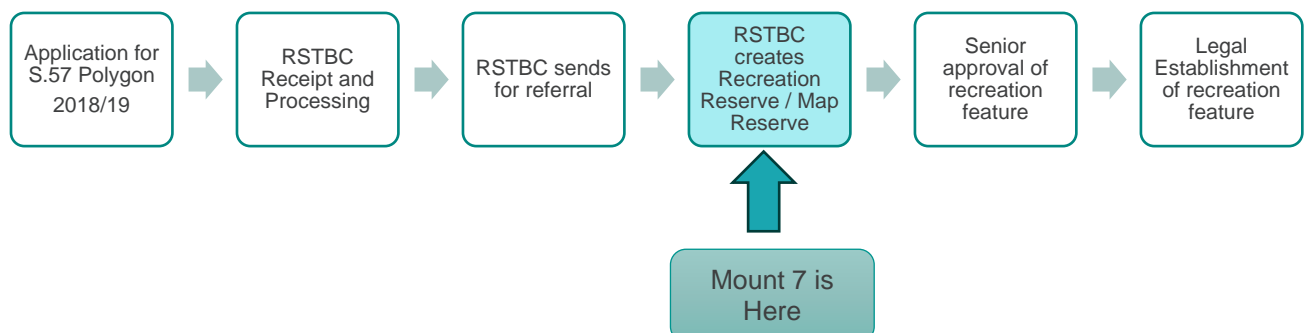 Application for
S.57 Polygon
2018/19
RSTBC
Receipt and
Processing
RSTBC sends
for referral
RSTBC
creates
Recreation
Reserve / Map
Reserve
Senior
approval of
recreation
feature
Legal
Establishment
of recreation
feature
Mount 7 is
Here